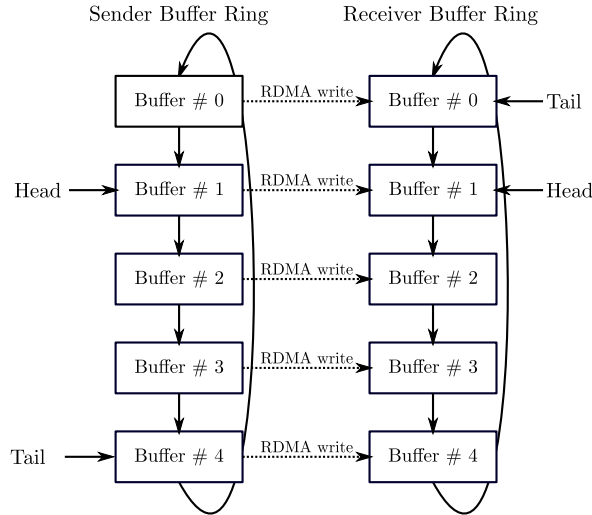 Sender Buffer Ring
Receiver Buffer Ring
Buffer # 0
RDMA write
Buffer # 0
Tail
Head
Buffer # 1
RDMA write
Buffer # 1
Head
Buffer # 2
RDMA write
Buffer # 2
Buffer # 3
RDMA write
Buffer # 3
Tail
Buffer # 4
RDMA write
Buffer # 4